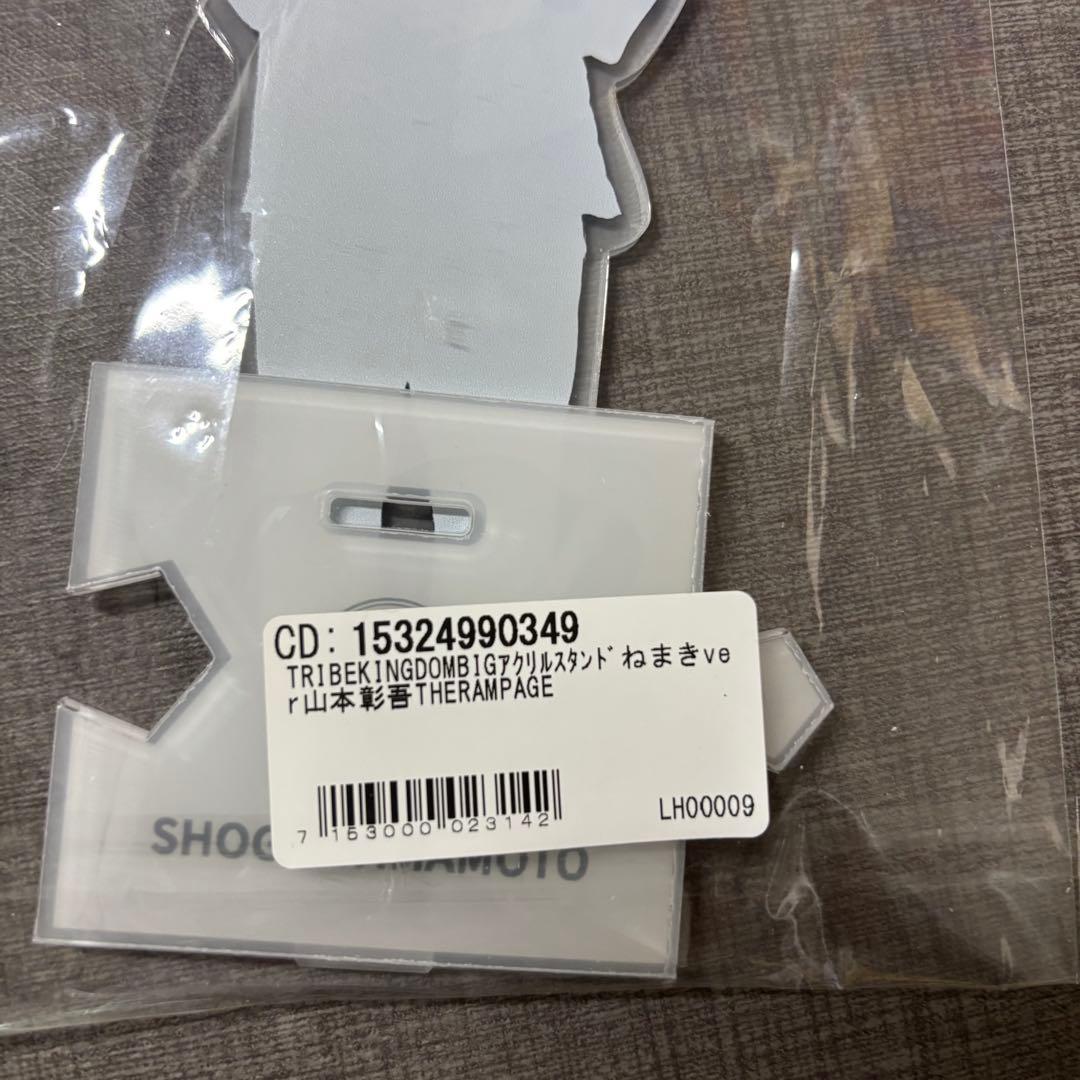 CD: 15324990349
TRIBEKINGDOMBIGｱｸﾘﾙｽﾀﾝﾄﾞねまきve
r山本彰吾THERAMPAGE
7 153000 023142
LH00009
MOTO